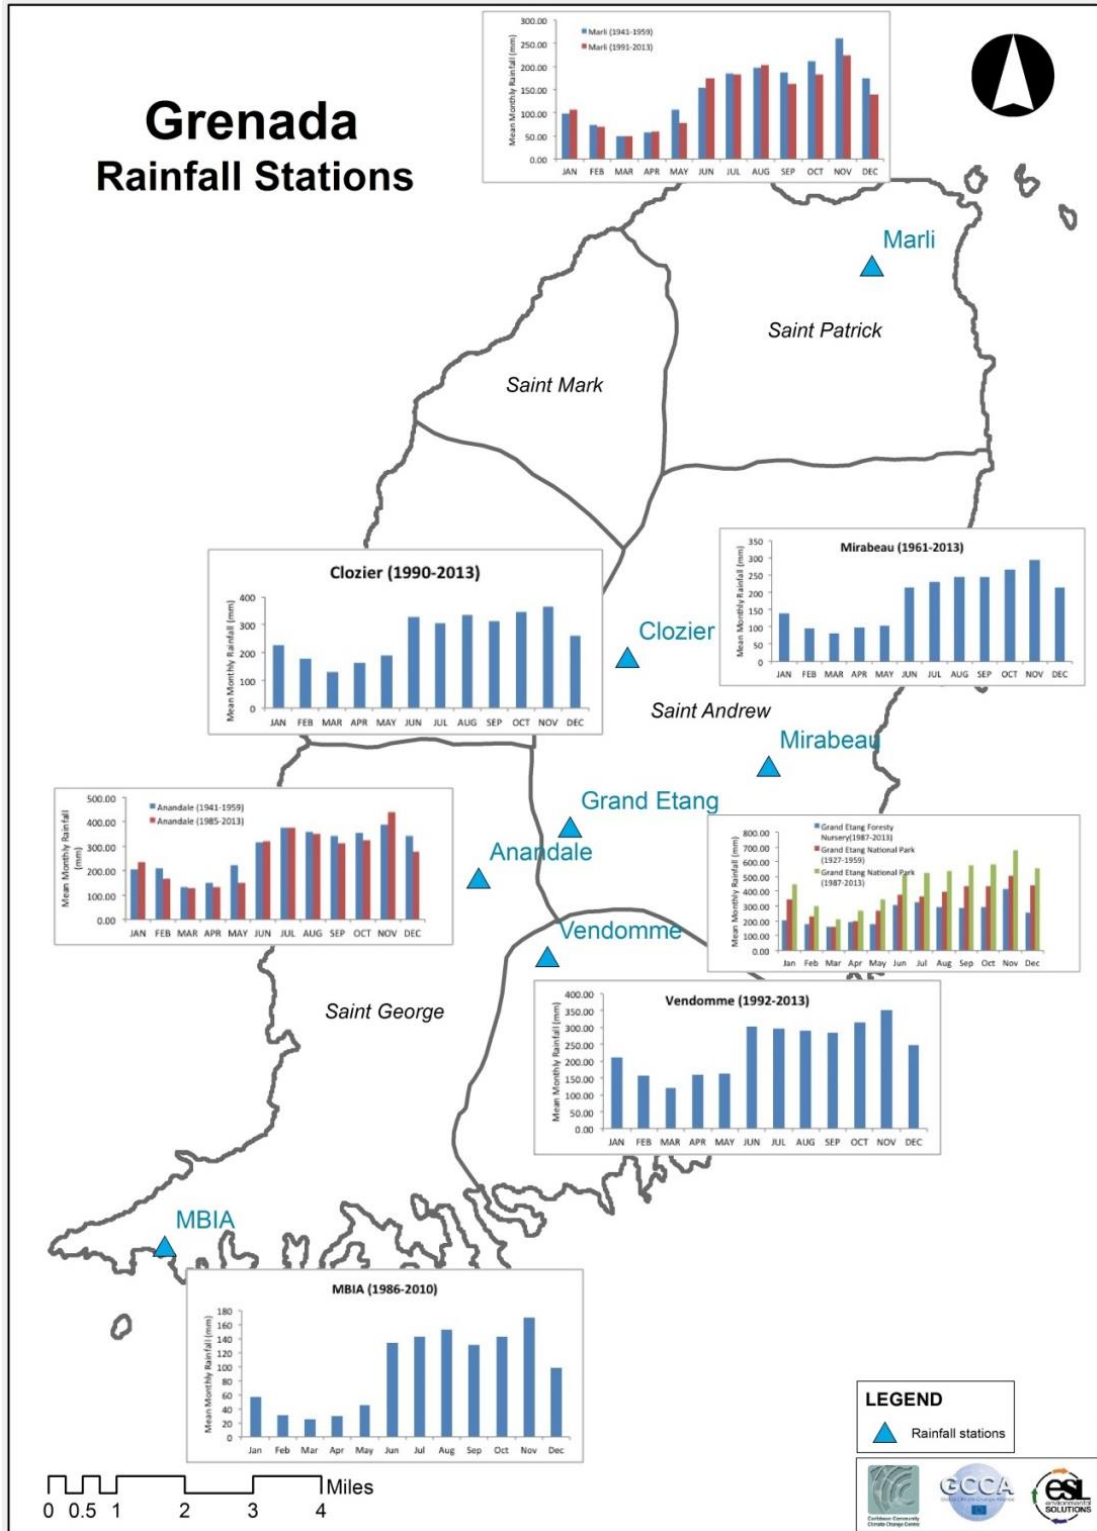 Grenada
Rainfall Stations
300.00
250.00
200.00
150.00
100.00
50.00
0.00
Mean Monthly Rainfall (mm)
Marli (1941-1959)
Marli (1991-2013)
JAN FEB MAR APR MAY JUN JUL AUG SEP OCT NOV DEC
Marli
Saint Patrick
Saint Mark
Clozier (1990-2013)
Mean Monthly Rainfall (mm)
400
300
200
100
0
JAN FEB MAR APR MAY JUN JUL AUG SEP OCT NOV DEC
Mirabeau (1961-2013)
Mean Monthly Rainfall (mm)
350
300
250
200
150
100
50
0
JAN FEB MAR APR MAY JUN JUL AUG SEP OCT NOV DEC
Clozier
Saint Andrew
Mirabeau
Grand Etang
Anandale
Vendomme
Mean Monthly Rainfall
(mm)
500.00
400.00
300.00
200.00
100.00
0.00
Anandale (1941-1959)
Anandale (1985-2013)
JAN FEB MAR APR MAY JUN JUL AUG SEP OCT NOV DEC
Mean Monthly Rainfall (mm)
800.00
700.00
600.00
500.00
400.00
300.00
200.00
100.00
0.00
Grand Etang Foresty
Nursery(1987-2013)
Grand Etang National Park
(1927-1959)
Grand Etang National Park
(1987-2013)
Jan Feb Mar Apr May Jun Jul Aug Sep Oct Nov Dec
Saint George
Vendomme (1992-2013)
Mean Monthly Rainfall (mm)
400.00
350.00
300.00
250.00
200.00
150.00
100.00
50.00
0.00
JAN FEB MAR APR MAY JUN JUL AUG SEP OCT NOV DEC
MBIA
MBIA (1986-2010)
Mean Monthly Rainfall (mm)
180
160
140
120
100
80
60
40
20
0
Jan Feb Mar Apr May Jun Jul Aug Sep Oct Nov Dec
LEGEND
Rainfall stations
Miles
0 0.5 1 2 3 4
Caribbean Community
Climate Change Centre
GCCA
Global Climate Change Alliance
esl
environmental
SOLUTIONS